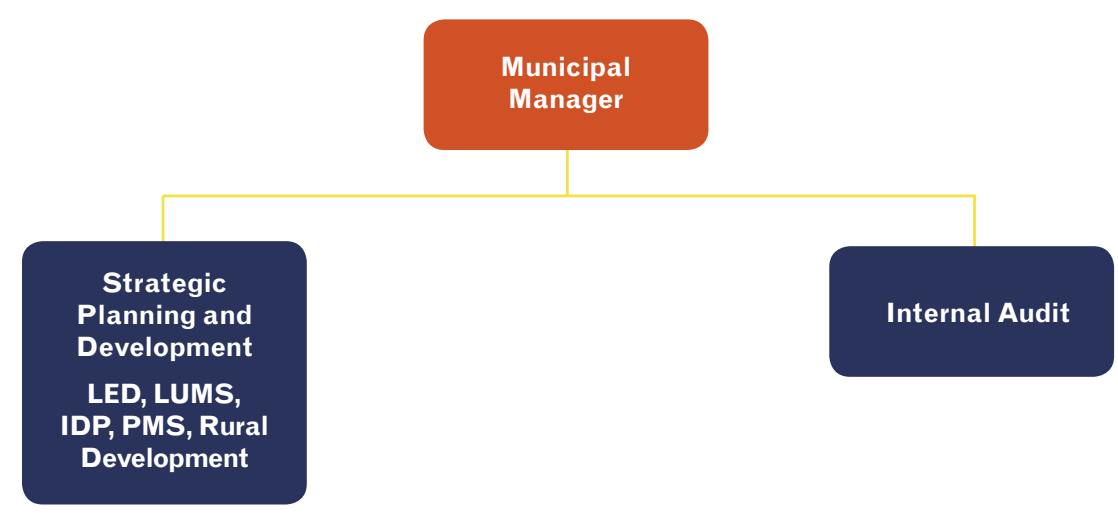 Municipal
Manager
Strategic
Planning and
Development
LED, LUMS,
IDP, PMS, Rural
Development
Internal Audit